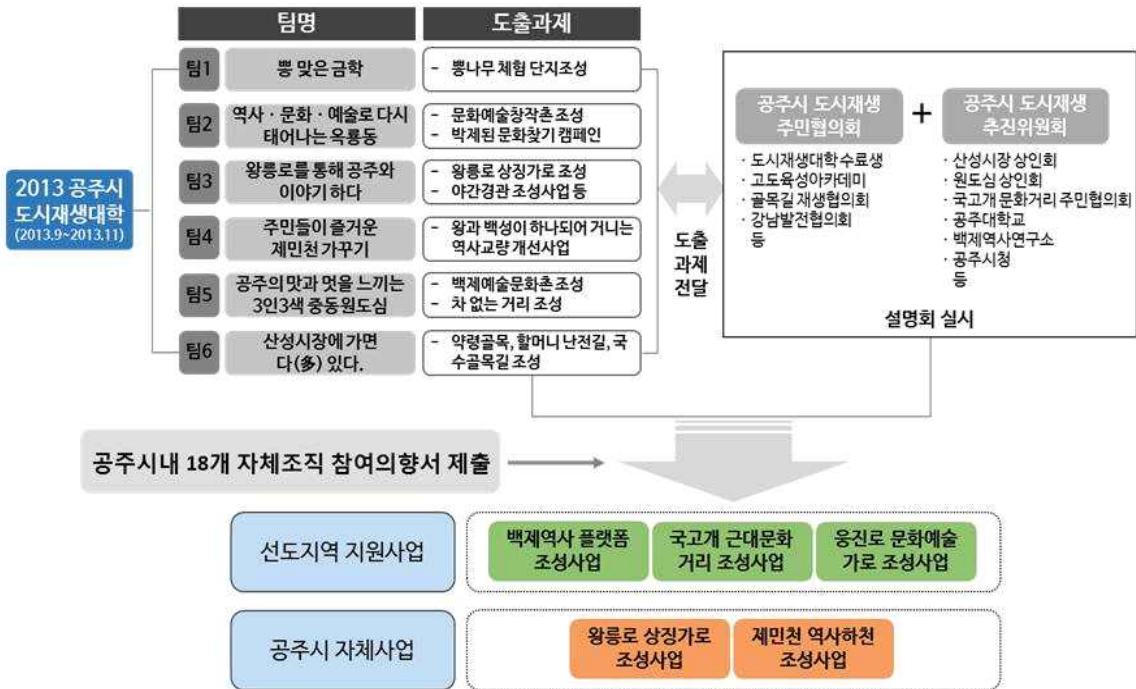 팀명
도출과제
2013 공주시
도시재생대학
(2013.9~2013.11)
팀1
뽕 맞은 금학
- 뽕나무 체험 단지조성
팀2
역사·문화·예술로 다시
태어나는 옥룡동
- 문화예술창작촌 조성
- 박제된 문화찾기 캠페인
팀3
왕릉로를 통해 공주와
이야기 하다
- 왕릉로 상징가로 조성
- 야간경관 조성사업 등
팀4
주민들이 즐거운
제민천 가꾸기
- 왕과 백성이 하나되어 거니는
역사교량 개선사업
팀5
공주의 맛과 멋을 느끼는
3인3색 중동원도심
- 백제예술문화촌 조성
- 차 없는 거리 조성
팀6
산성시장에 가면
다(多) 있다.
- 약령골목, 할머니 난전길, 국
수골목길 조성
도출
과제
전달
공주시 도시재생
주민협의회
· 도시재생대학 수료생
· 고도육성아카데미
· 골목길 재생협의회
· 강남발전협의회
등
+
공주시 도시재생
추진위원회
· 산성시장 상인회
· 원도심 상인회
· 국고개 문화거리 주민협의회
· 공주대학교
· 백제역사연구소
· 공주시청
등
설명회 실시
공주시내 18개 자체조직 참여의향서 제출
선도지역 지원사업
백제역사 플랫폼
조성사업
국고개 근대문화
거리 조성사업
웅진로 문화예술
가로 조성사업
공주시 자체사업
왕릉로 상징가로
조성사업
제민천 역사하천
조성사업